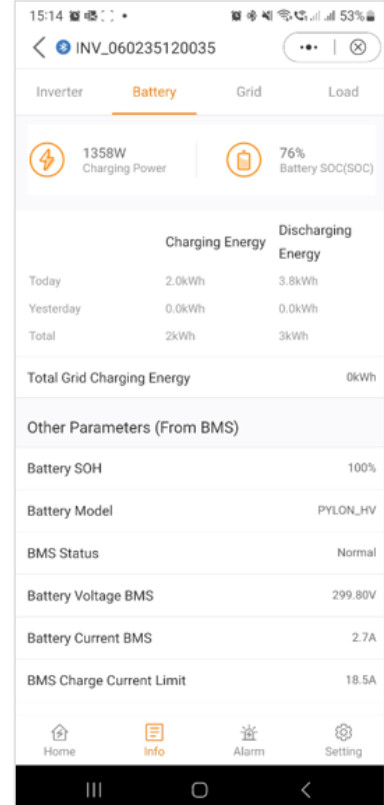 15:14
53%
INV_060235120035
Inverter Battery Grid Load
1358W
Charging Power
76%
Battery SOC(SOC)
Charging Energy Discharging Energy
Today 2.0kWh 3.8kWh
Yesterday 0.0kWh 0.0kWh
Total 2kWh 3kWh
Total Grid Charging Energy 0kWh
Other Parameters (From BMS)
Battery SOH 100%
Battery Model PYLON_HV
BMS Status Normal
Battery Voltage BMS 299.80V
Battery Current BMS 2.7A
BMS Charge Current Limit 18.5A
Home Info Alarm Setting